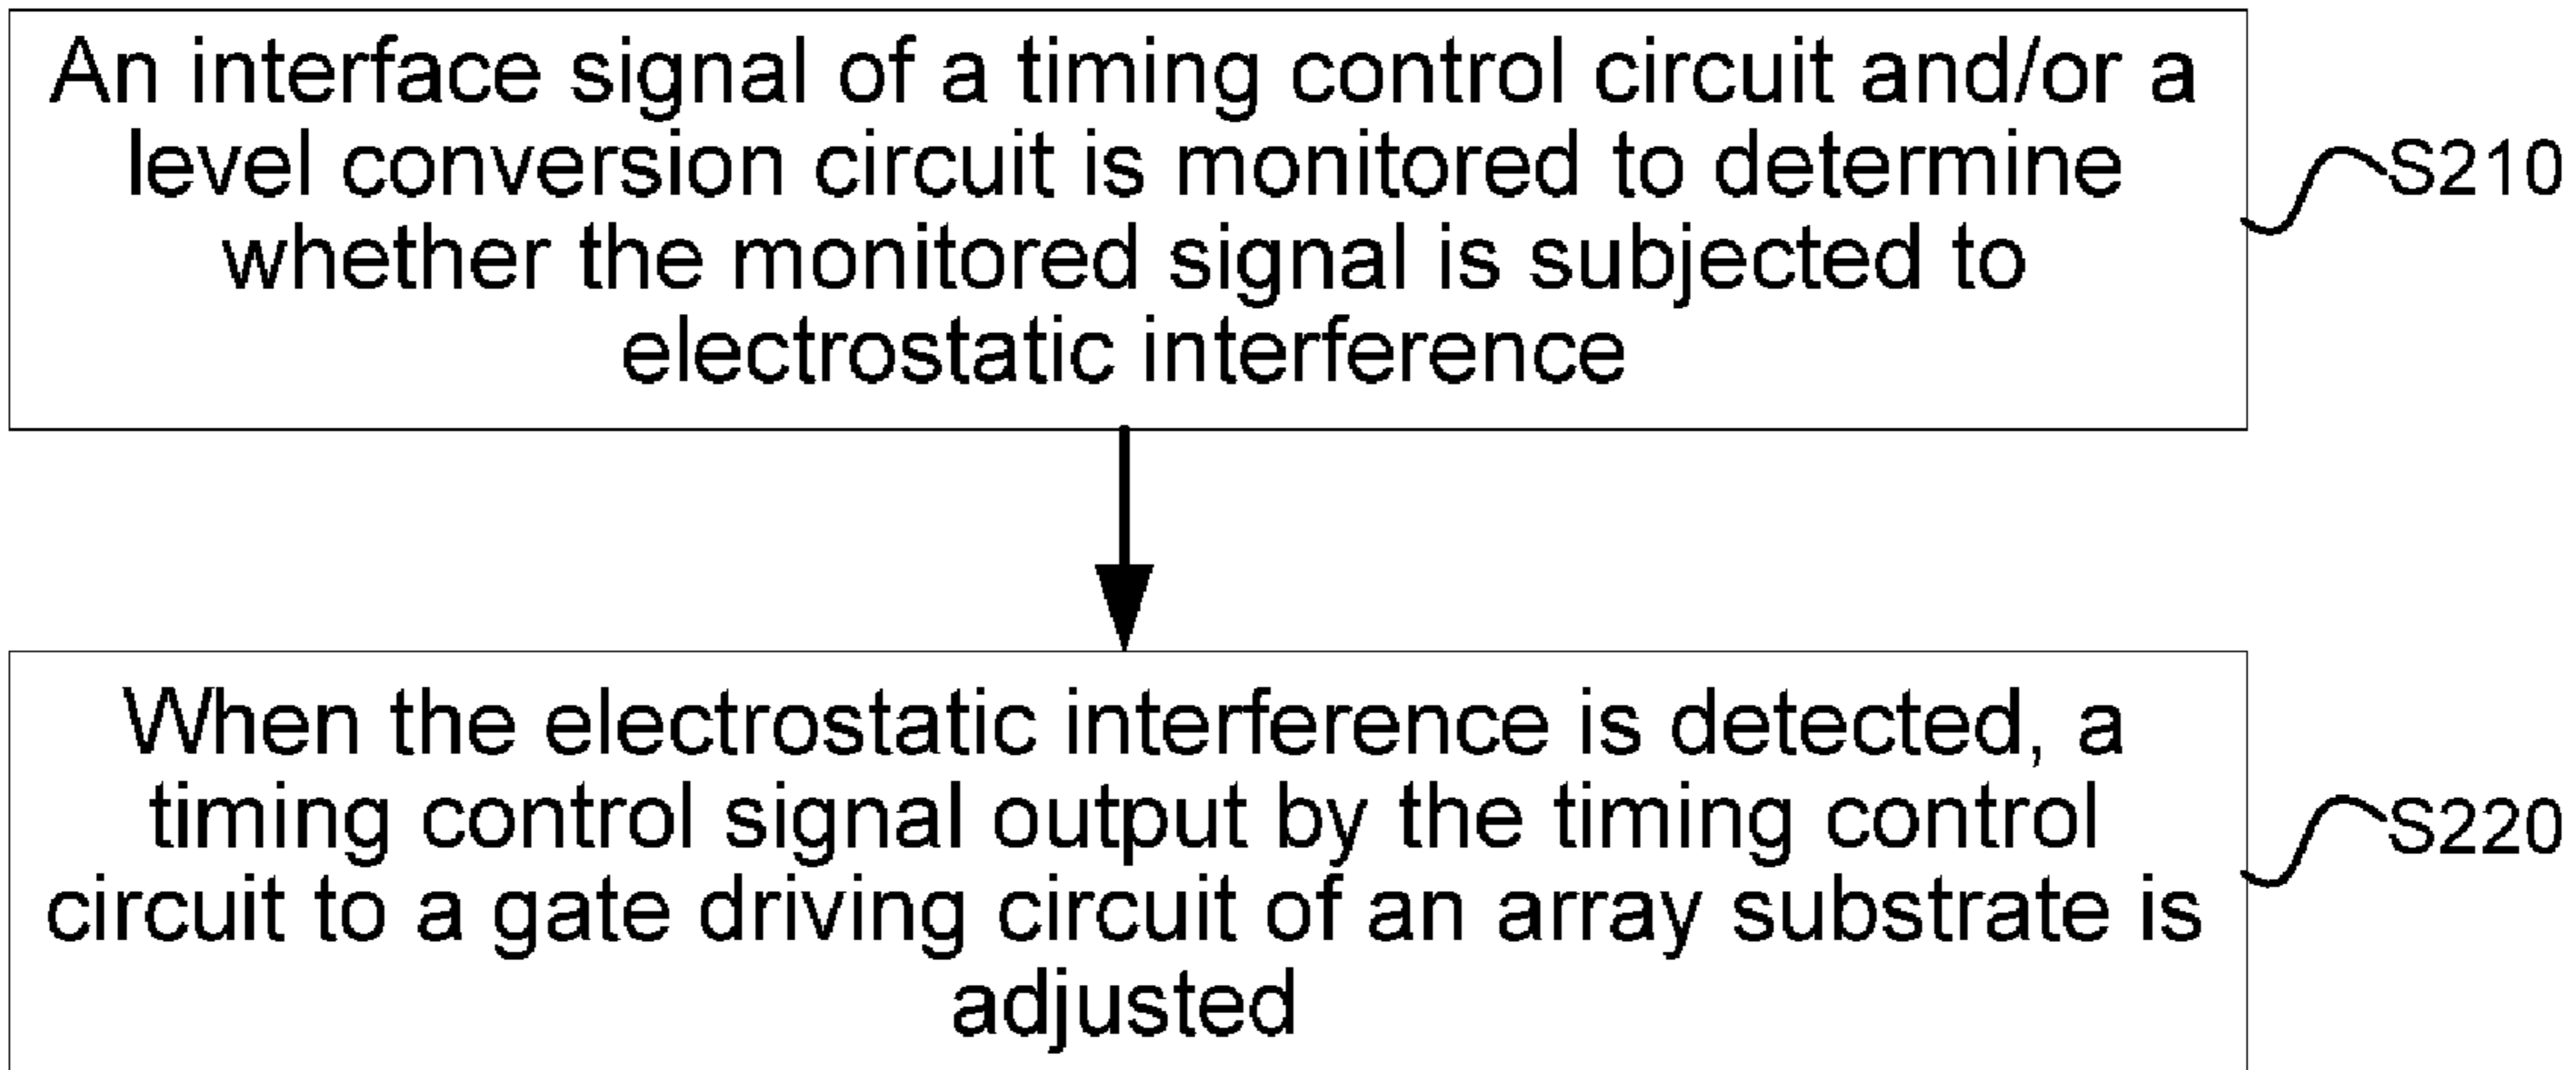 An interface signal of a timing control circuit and/or a
level conversion circuit is monitored to determine
whether the monitored signal is subjected to
electrostatic interference
S210
When the electrostatic interference is detected, a
timing control signal output by the timing control
circuit to a gate driving circuit of an array substrate is
adjusted
S220